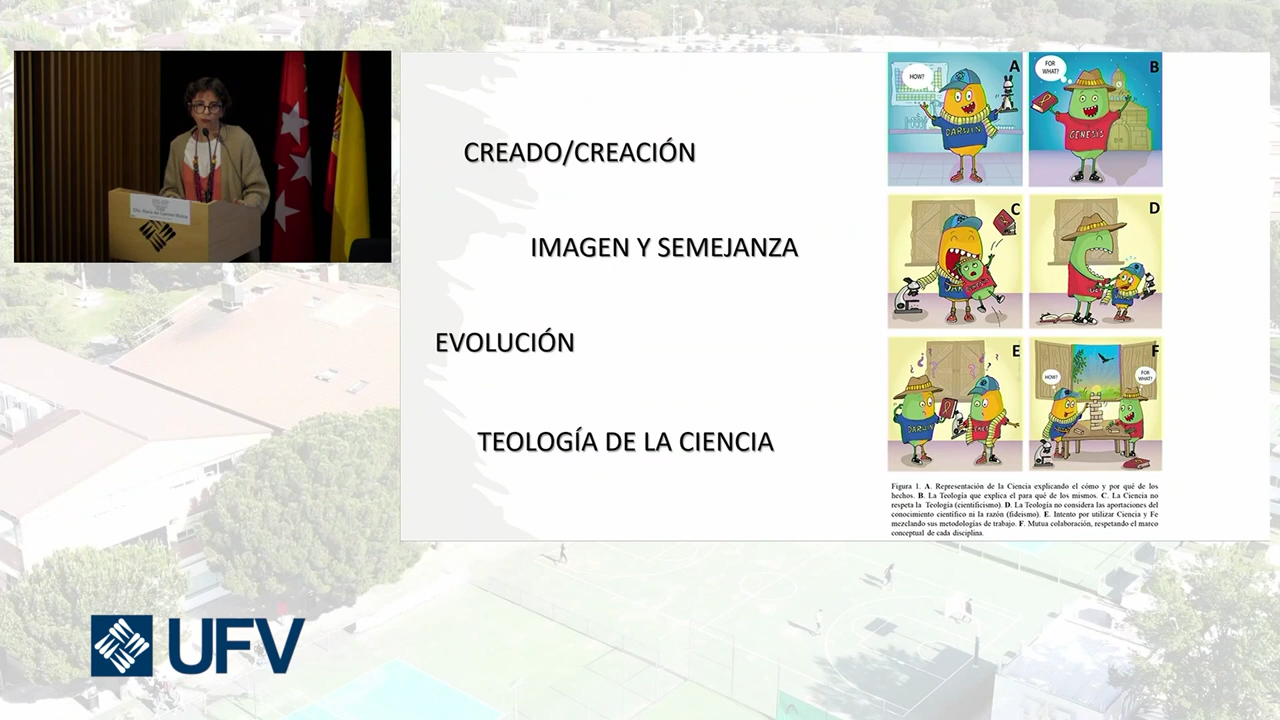 CREADO/CREACIÓN
IMAGEN Y SEMEJANZA
EVOLUCIÓN
TEOLOGÍA DE LA CIENCIA
A
HOW?
DARWIN
B
FOR
WHAT?
GENESIS
C
D
E
DARWIN
F
HOW?
FOR
WHAT?
Figura 1. A. Representación de la Ciencia explicando el cómo y por qué de los
hechos. B. La Teología que explica el para qué de los mismos. C. La Ciencia no
respeta la Teología (cientificismo). D. La Teología no considera las aportaciones del
conocimiento científico ni la razón (fideismo). E. Intento por utilizar Ciencia y Fe
mezclando sus metodologías de trabajo. F. Mutua colaboración, respetando el marco
conceptual de cada disciplina.
UFV